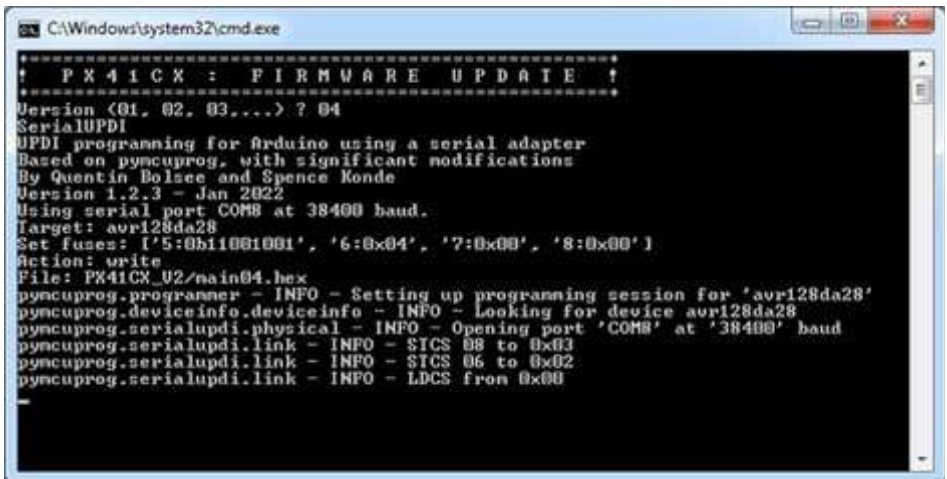 C:\Windows\system32\cmd.exe
+=================================================+
! P X 4 1 C X : F I R M W A R E U P D A T E !
+=================================================+
Version (01, 02, 03,....) ? 04
SerialUPDI
UPDI programming for Arduino using a serial adapter
Based on pymcuprog, with significant modifications
By Quentin Bolsee and Spence Konde
Version 1.2.3 - Jan 2022
Using serial port COM8 at 38400 baud.
Target: avr128da28
Set fuses: ['5:0b11001001', '6:0x04', '7:0x00', '8:0x00']
Action: write
File: PX41CX_V2/main04.hex
pymcuprog.programmer - INFO - Setting up programming session for 'avr128da28'
pymcuprog.deviceinfo.deviceinfo - INFO - Looking for device avr128da28
pymcuprog.serialupdi.physical - INFO - Opening port 'COM8' at '38400' baud
pymcuprog.serialupdi.link - INFO - STCS 08 to 0x03
pymcuprog.serialupdi.link - INFO - STCS 06 to 0x02
pymcuprog.serialupdi.link - INFO - LDCS from 0x00